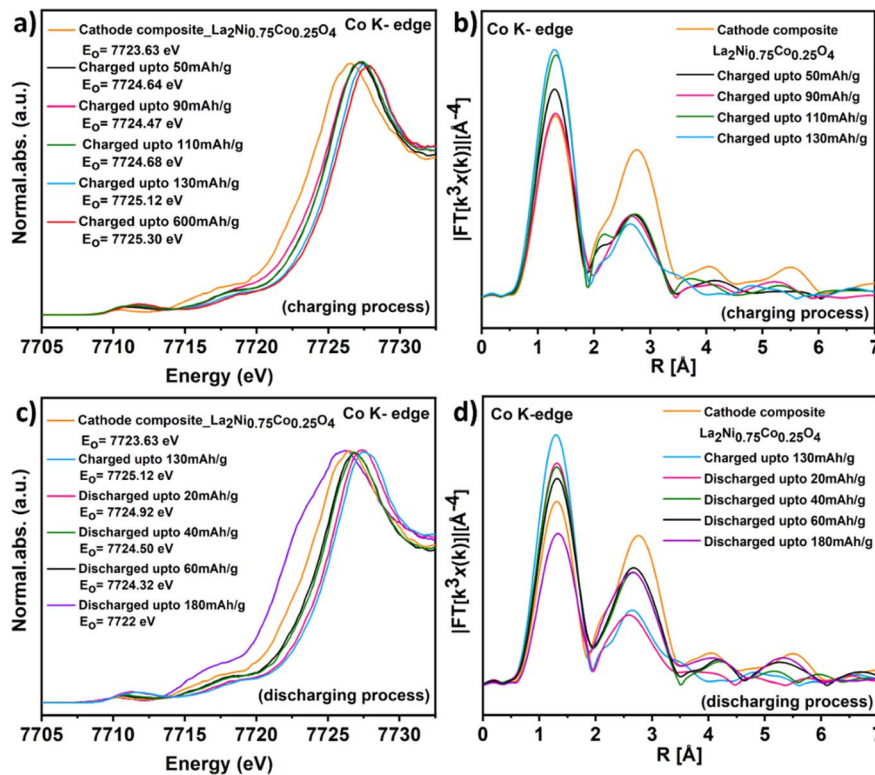 a)
Co K- edge
Cathode composite_La₂Ni₀.₇₅Co₀.₂₅O₄
E₀= 7723.63 eV
Charged upto 50mAh/g
E₀= 7724.64 eV
Charged upto 90mAh/g
E₀= 7724.47 eV
Charged upto 110mAh/g
E₀= 7724.68 eV
Charged upto 130mAh/g
E₀= 7725.12 eV
Charged upto 600mAh/g
E₀= 7725.30 eV
(charging process)
Normal.abs. (a.u.)
7705 7710 7715 7720 7725 7730
Energy (eV)
b)
Co K-edge
Cathode composite
La₂Ni₀.₇₅Co₀.₂₅O₄
Charged upto 50mAh/g
Charged upto 90mAh/g
Charged upto 110mAh/g
Charged upto 130mAh/g
(charging process)
|FT[k³x(k)]|[Å⁻⁴]
0 1 2 3 4 5 6 7
R [Å]
c)
Co K- edge
Cathode composite_La₂Ni₀.₇₅Co₀.₂₅O₄
E₀= 7723.63 eV
Charged upto 130mAh/g
E₀= 7725.12 eV
Discharged upto 20mAh/g
E₀= 7724.92 eV
Discharged upto 40mAh/g
E₀= 7724.50 eV
Discharged upto 60mAh/g
E₀= 7724.32 eV
Discharged upto 180mAh/g
E₀= 7722 eV
(discharging process)
Normal.abs. (a.u.)
7705 7710 7715 7720 7725 7730
Energy (eV)
d)
Co K-edge
Cathode composite
La₂Ni₀.₇₅Co₀.₂₅O₄
Charged upto 130mAh/g
Discharged upto 20mAh/g
Discharged upto 40mAh/g
Discharged upto 60mAh/g
Discharged upto 180mAh/g
(discharging process)
|FT[k³x(k)]|[Å⁻⁴]
0 1 2 3 4 5 6 7
R [Å]